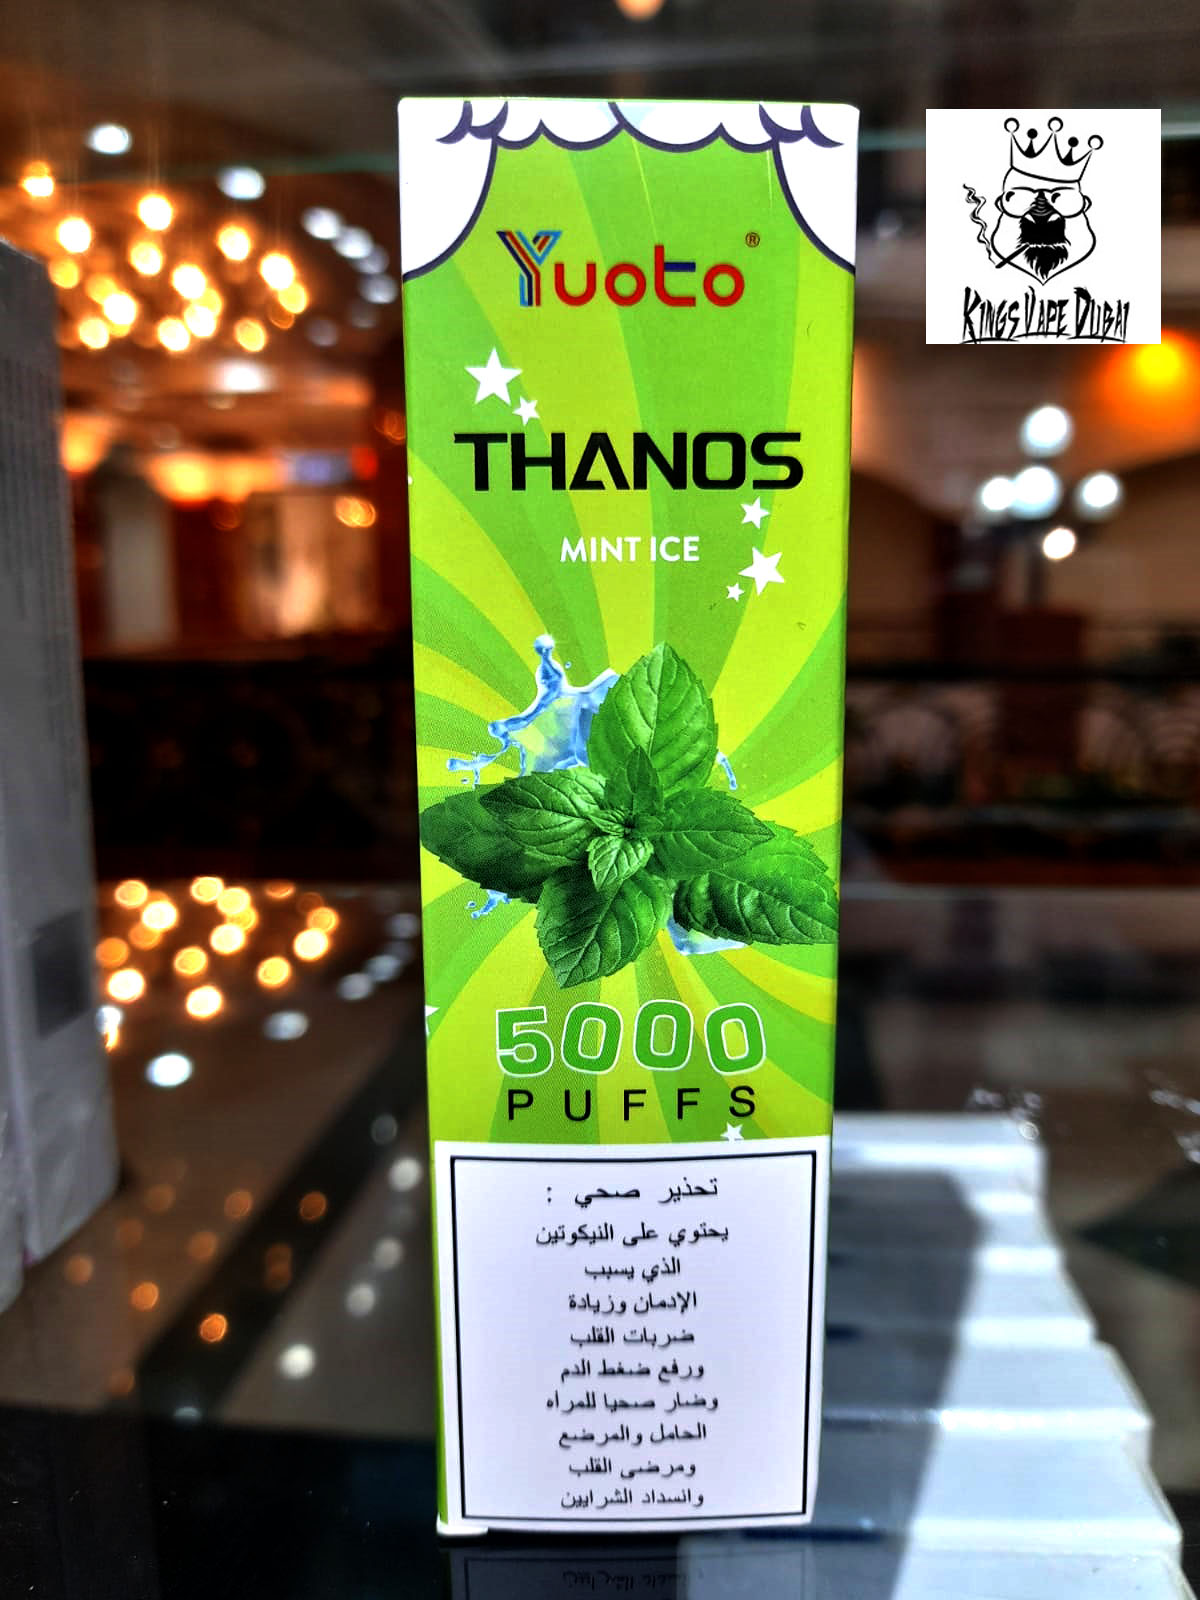 Yuoto®
KINGS VAPE DUBAI
THANOS
MINT ICE
5000
PUFFS
تحذير صحي :
يحتوي على النيكوتين
الذي يسبب
الإدمان وزيادة
ضربات القلب
ورفع ضغط الدم
وضار صحيا للمرأه
الحامل والمرضع
ومرضى القلب
وانسداد الشرايين